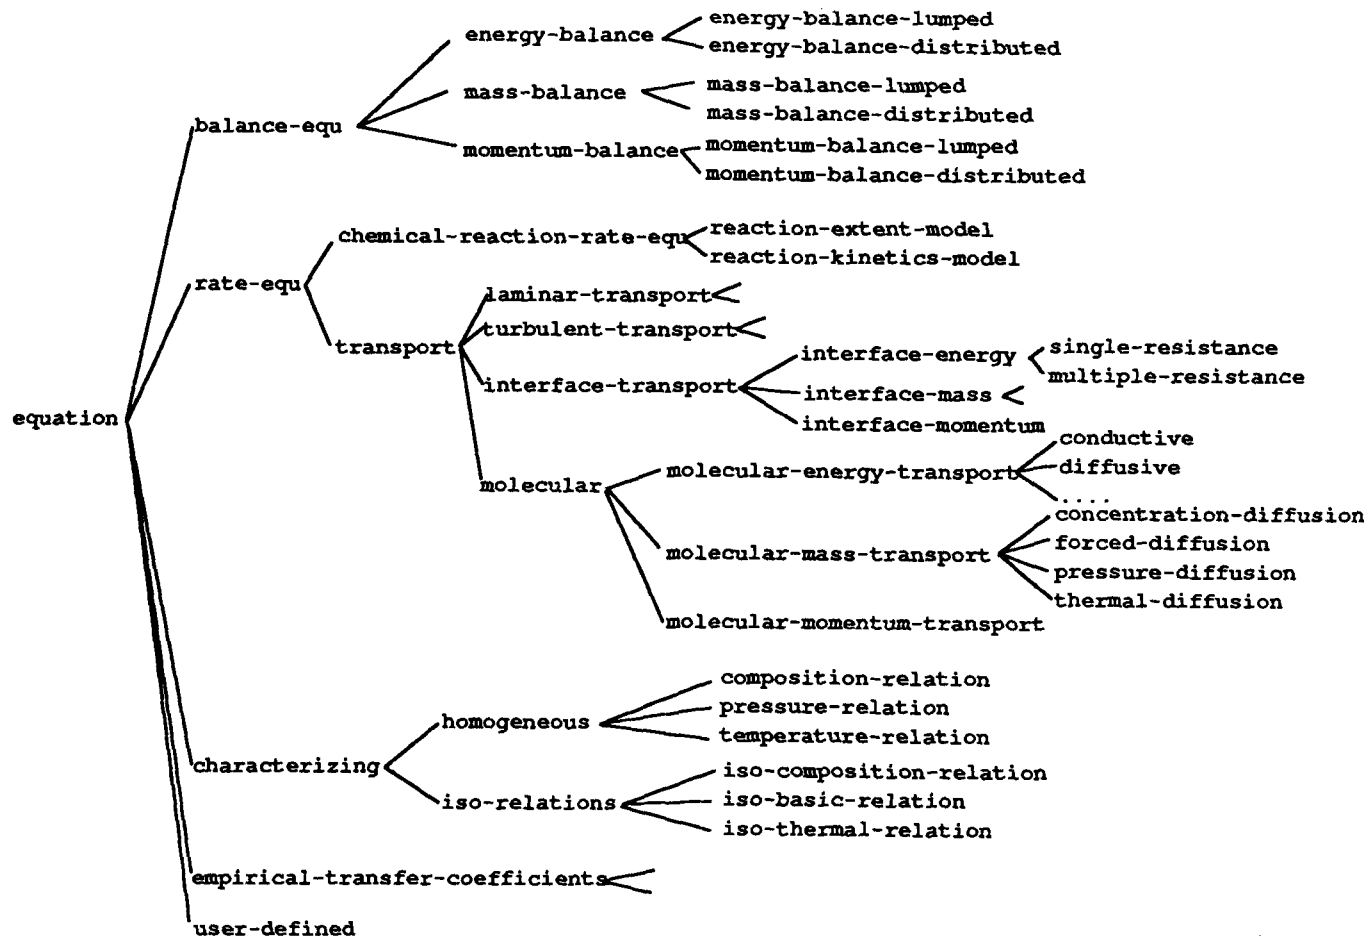 energy-balance-lumped
energy-balance
energy-balance-distributed
mass-balance-lumped
mass-balance
mass-balance-distributed
balance-equ
momentum-balance-lumped
momentum-balance
momentum-balance-distributed
reaction-extent-model
chemical-reaction-rate-equ
reaction-kinetics-model
rate-equ
laminar-transport
turbulent-transport
transport
single-resistance
interface-energy
multiple-resistance
interface-transport
interface-mass
equation
interface-momentum
conductive
molecular-energy-transport
diffusive
molecular
....
concentration-diffusion
forced-diffusion
molecular-mass-transport
pressure-diffusion
thermal-diffusion
molecular-momentum-transport
composition-relation
pressure-relation
homogeneous
temperature-relation
characterizing
iso-composition-relation
iso-relations
iso-basic-relation
iso-thermal-relation
empirical-transfer-coefficients
user-defined